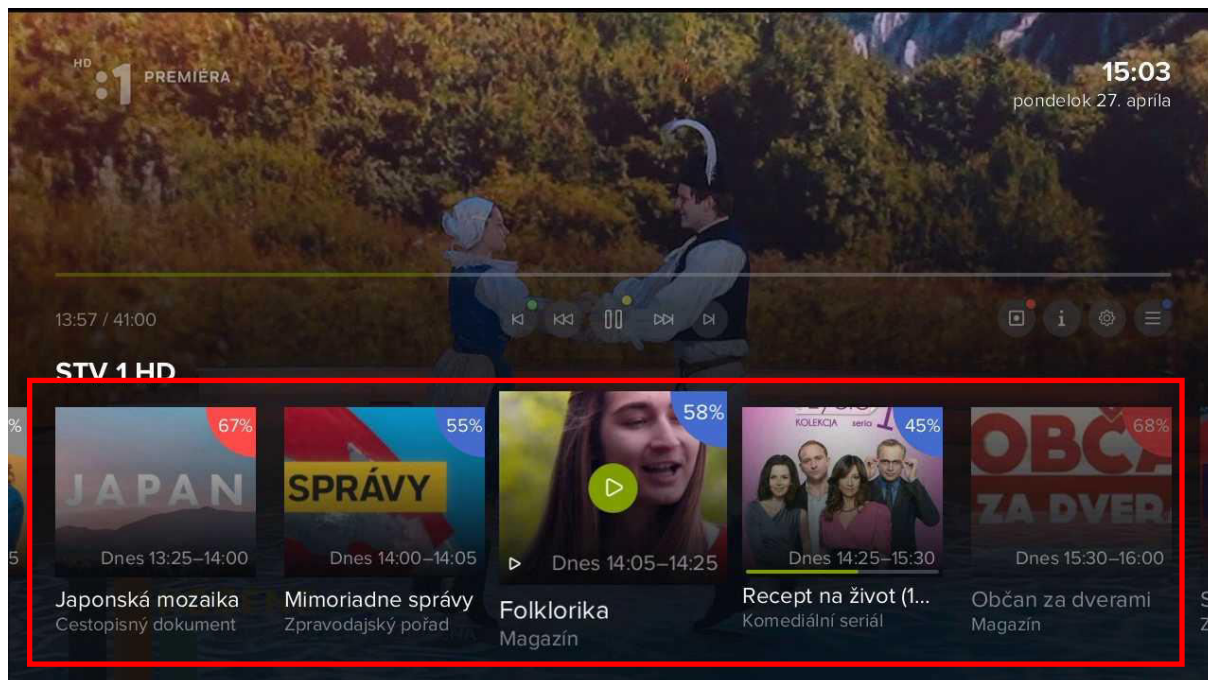 HD
:1 PREMIÉRA
15:03
pondelok 27. apríla
13:57 / 41:00
STV 1 HD
%
67%
55%
58%
45%
68%
JAPAN
SPRÁVY
KOLEKCJA seria 1
OBČA
ZA DVER
5
Dnes 13:25–14:00
Dnes 14:00–14:05
Dnes 14:05–14:25
Dnes 14:25–15:30
Dnes 15:30–16:00
Japonská mozaika
Cestopisný dokument
Mimoriadne správy
Zpravodajský pořad
Folklorika
Magazín
Recept na život (1...
Komediální seriál
Občan za dverami
Magazín